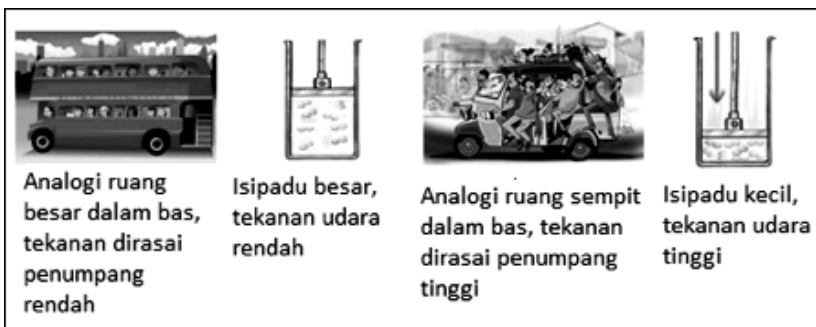 Analogi ruang
besar dalam bas,
tekanan dirasai
penumpang
rendah
Isipadu besar,
tekanan udara
rendah
Analogi ruang sempit
dalam bas, tekanan
dirasai penumpang
tinggi
Isipadu kecil,
tekanan udara
tinggi